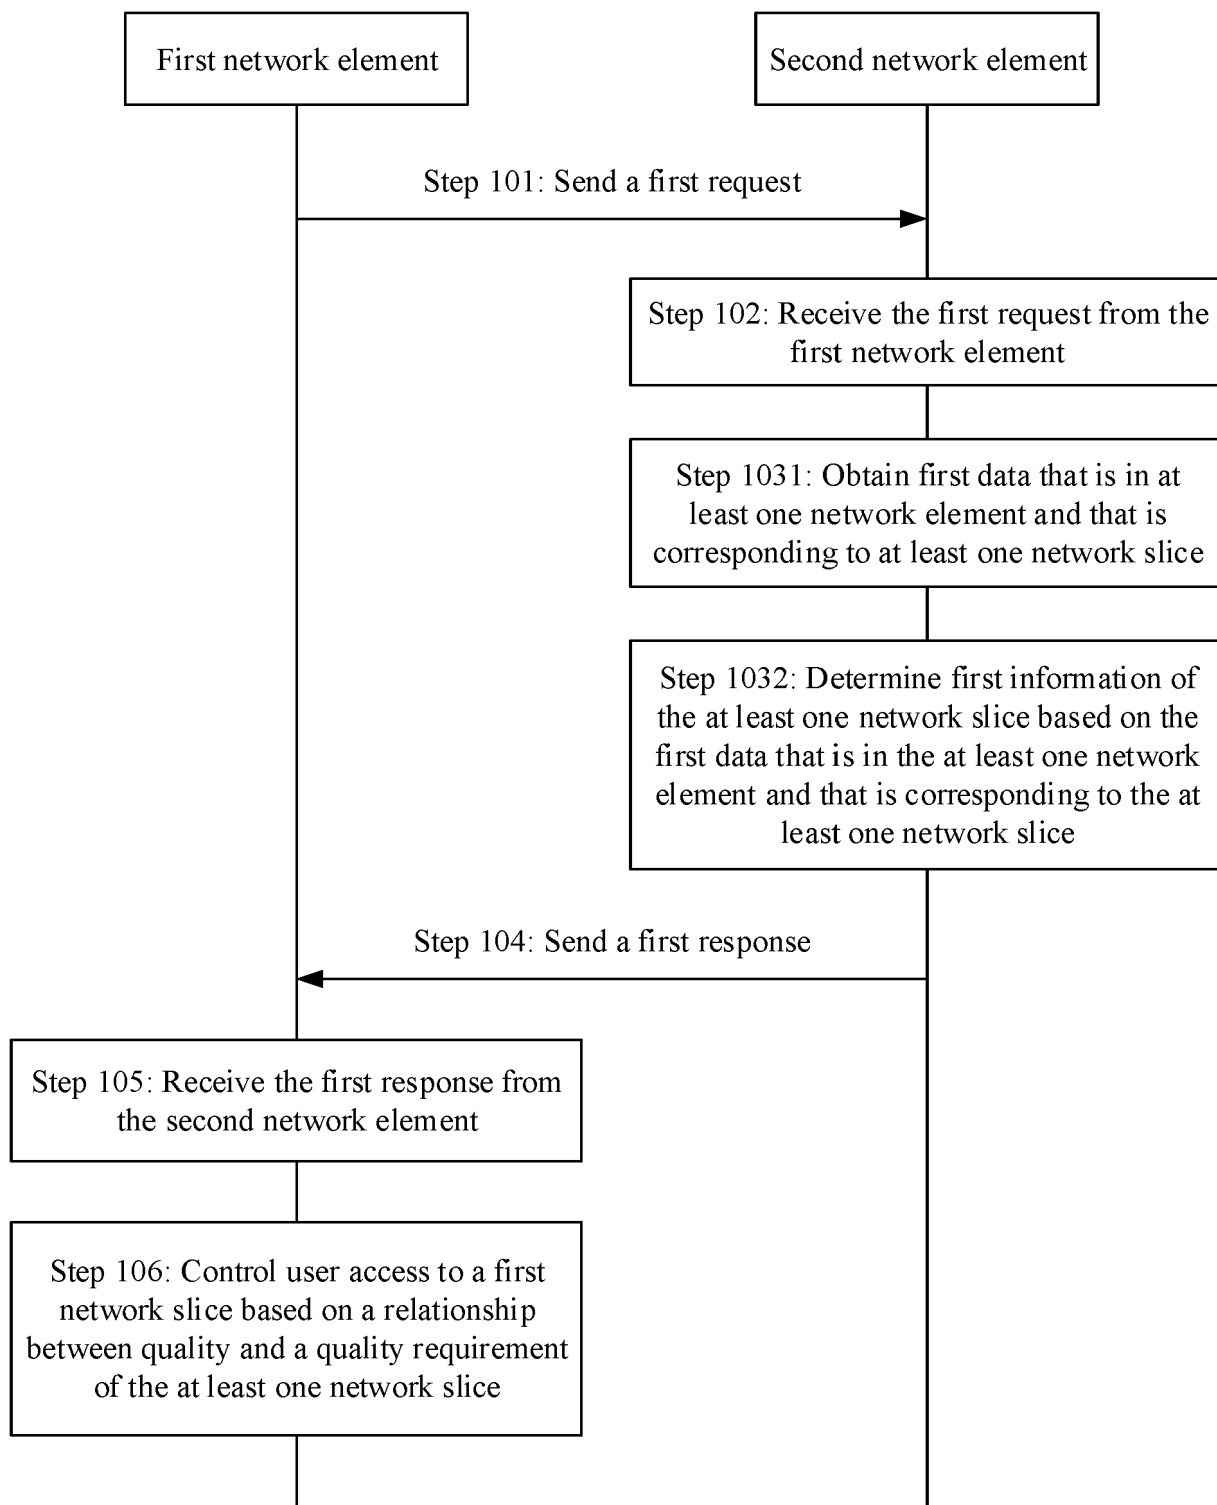 First network element
Second network element
Step 101: Send a first request
Step 102: Receive the first request from the
first network element
Step 1031: Obtain first data that is in at
least one network element and that is
corresponding to at least one network slice
Step 1032: Determine first information of
the at least one network slice based on the
first data that is in the at least one network
element and that is corresponding to the at
least one network slice
Step 104: Send a first response
Step 105: Receive the first response from
the second network element
Step 106: Control user access to a first
network slice based on a relationship
between quality and a quality requirement
of the at least one network slice